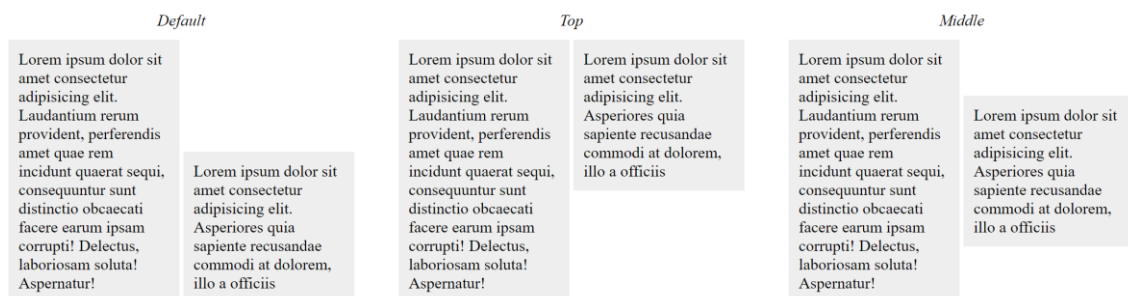 Default
Lorem ipsum dolor sit
amet consectetur
adipisicing elit.
Laudantium rerum
provident, perferendis
amet quae rem
incidunt quaerat sequi,
consequuntur sunt
distinctio obcaecati
facere earum ipsam
corrupti! Delectus,
laboriosam soluta!
Aspernatur!
Lorem ipsum dolor sit
amet consectetur
adipisicing elit.
Asperiores quia
sapiente recusandae
commodi at dolorem,
illo a officiis
Top
Lorem ipsum dolor sit
amet consectetur
adipisicing elit.
Laudantium rerum
provident, perferendis
amet quae rem
incidunt quaerat sequi,
consequuntur sunt
distinctio obcaecati
facere earum ipsam
corrupti! Delectus,
laboriosam soluta!
Aspernatur!
Lorem ipsum dolor sit
amet consectetur
adipisicing elit.
Asperiores quia
sapiente recusandae
commodi at dolorem,
illo a officiis
Middle
Lorem ipsum dolor sit
amet consectetur
adipisicing elit.
Laudantium rerum
provident, perferendis
amet quae rem
incidunt quaerat sequi,
consequuntur sunt
distinctio obcaecati
facere earum ipsam
corrupti! Delectus,
laboriosam soluta!
Aspernatur!
Lorem ipsum dolor sit
amet consectetur
adipisicing elit.
Asperiores quia
sapiente recusandae
commodi at dolorem,
illo a officiis